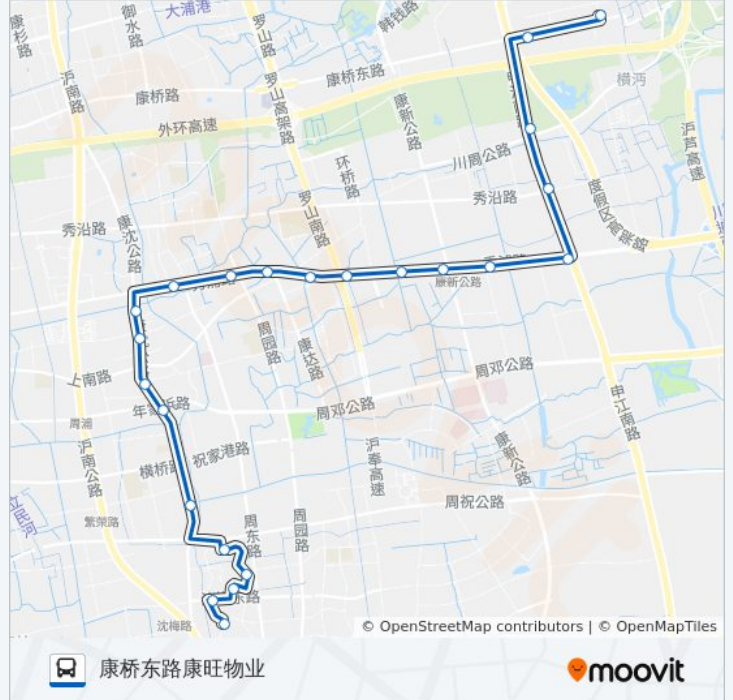 大浦港
韩钱路
御水路
康杉路
罗山路
沪南路
康桥东路
横沔
康桥路
罗山高架路
康新公路
外环高速
沪芦高速
环桥路
川周公路
秀沿路
度假区高架路
罗山南路
秀沿路
康沈公路
康新公路
周园路
康达路
周邓公路
上南路
年家浜路
周邓公路
申江南路
周浦
沪南公路
祝家港路
横桥路
沪奉高速
康新公路
周祝公路
立民河
繁荣路
周东路
周园路
东路
沈梅路
© OpenStreetMap contributors | © OpenMapTiles
康桥东路康旺物业
moovit